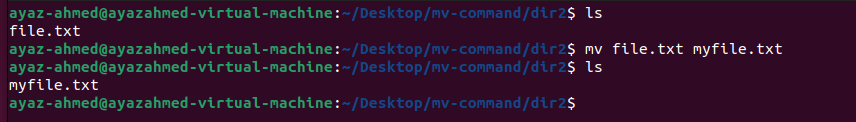 ayaz-ahmed@ayazahmed-virtual-machine:~/Desktop/mv-command/dir2$ ls
file.txt
ayaz-ahmed@ayazahmed-virtual-machine:~/Desktop/mv-command/dir2$ mv file.txt myfile.txt
ayaz-ahmed@ayazahmed-virtual-machine:~/Desktop/mv-command/dir2$ ls
myfile.txt
ayaz-ahmed@ayazahmed-virtual-machine:~/Desktop/mv-command/dir2$